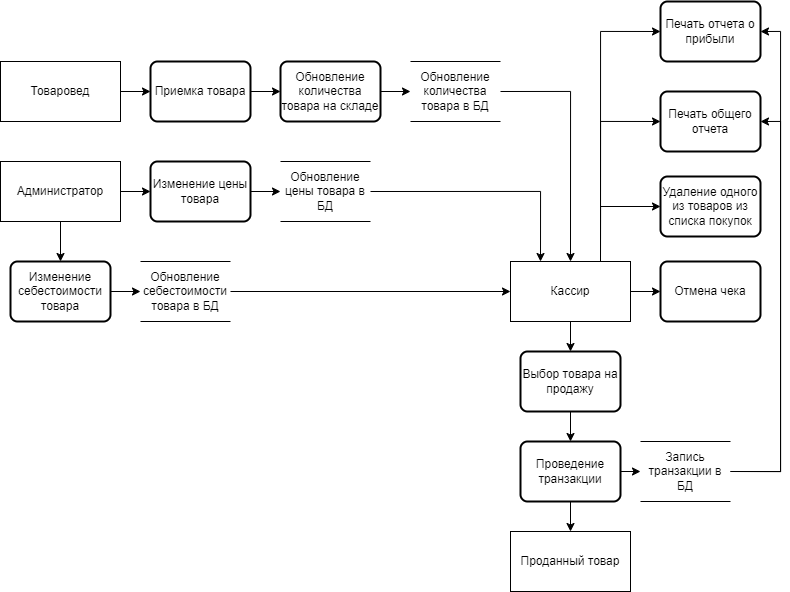 Печать отчета о
прибыли
Товаровед
Приемка товара
Обновление
количества
товара на складе
Обновление
количества
товара в БД
Печать общего
отчета
Администратор
Изменение цены
товара
Обновление
цены товара в
БД
Удаление одного
из товаров из
списка покупок
Изменение
себестоимости
товара
Обновление
себестоимости
товара в БД
Кассир
Отмена чека
Выбор товара на
продажу
Проведение
транзакции
Запись
транзакции в
БД
Проданный товар